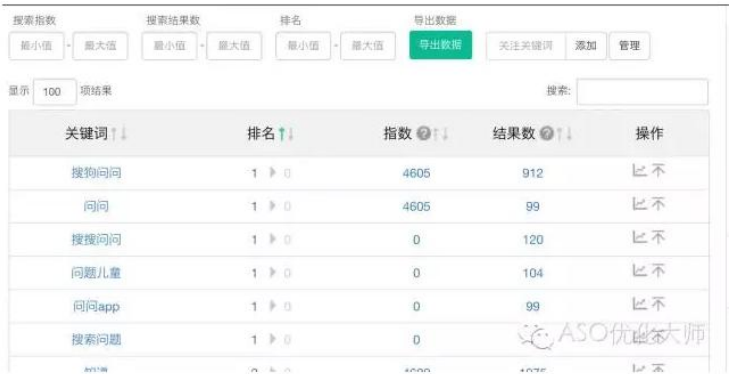 搜索指数 搜索结果数 排名 导出数据
最小值 - 最大值 最小值 - 最大值 最小值 - 最大值 导出数据 关注关键词 添加 管理
显示 100 项结果 搜索:
关键词 排名 指数 结果数 操作
搜狗问问 1 0 4605 912
问问 1 0 4605 99
搜搜问问 1 0 0 120
问题儿童 1 0 0 104
问问app 1 0 0 99
搜索问题 1 0 0
ASO优化大师